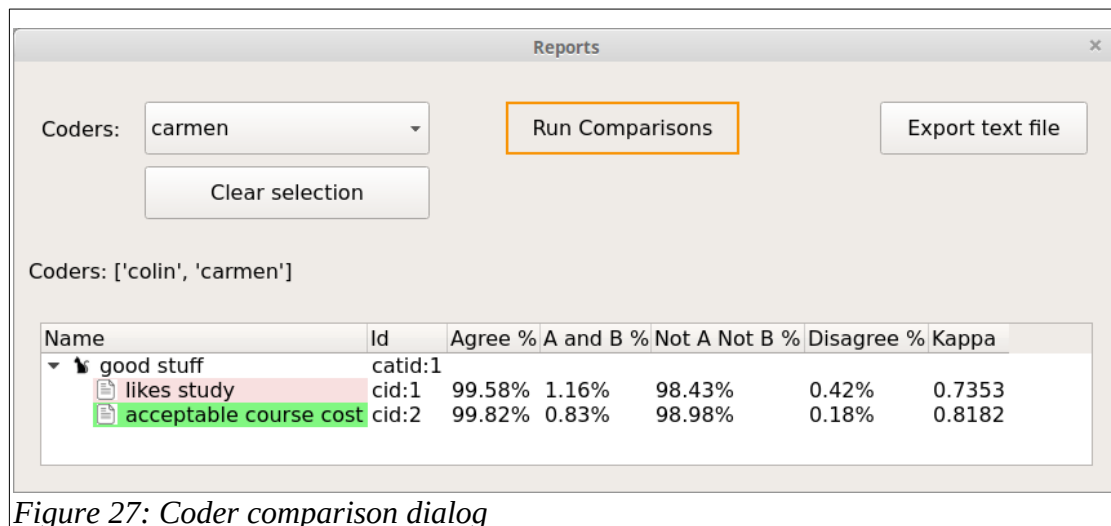 Reports ×
Coders: carmen Run Comparisons Export text file
Clear selection
Coders: ['colin', 'carmen']
Name Id Agree % A and B % Not A Not B % Disagree % Kappa
good stuff catid:1
likes study cid:1 99.58% 1.16% 98.43% 0.42% 0.7353
acceptable course cost cid:2 99.82% 0.83% 98.98% 0.18% 0.8182
Figure 27: Coder comparison dialog